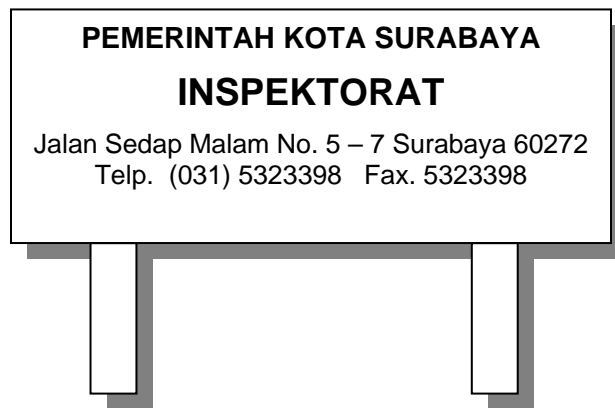 PEMERINTAH KOTA SURABAYA
INSPEKTORAT
Jalan Sedap Malam No. 5 – 7 Surabaya 60272
Telp. (031) 5323398 Fax. 5323398